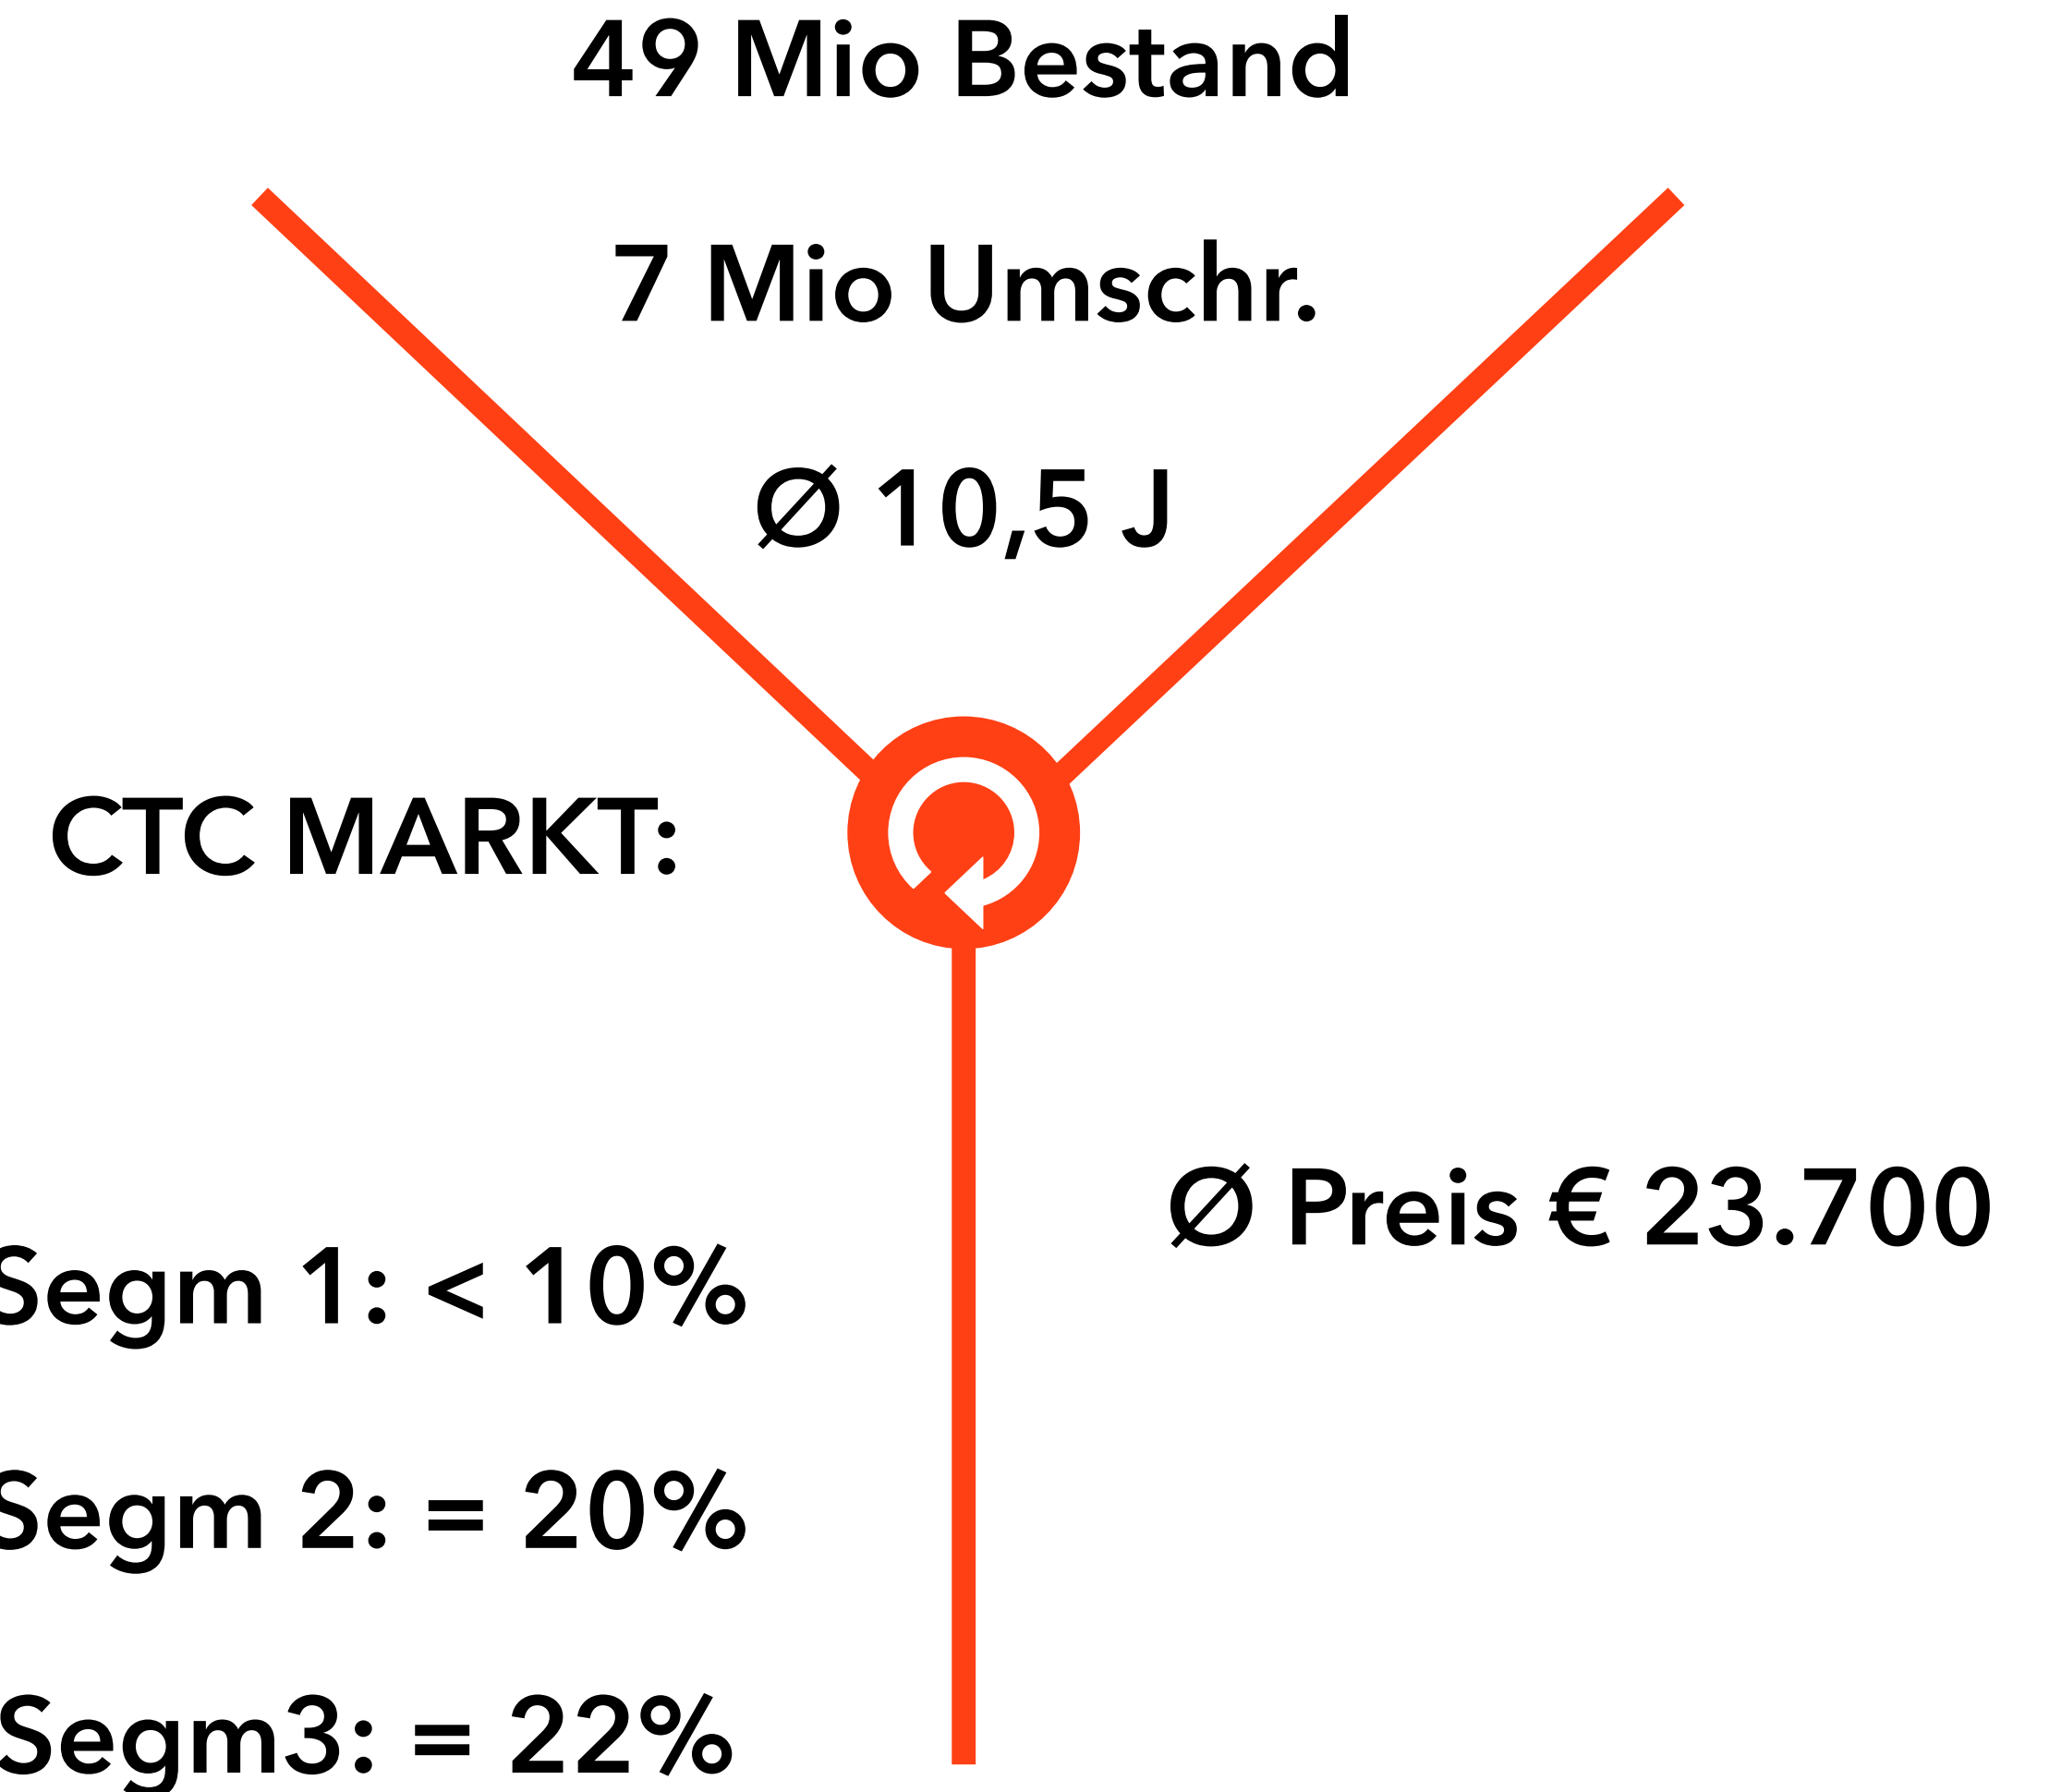 49 Mio Bestand
7 Mio Umschr.
Ø 10,5 J
CTC MARKT:
Segm 1: < 10%
Segm 2: = 20%
Segm3: = 22%
Ø Preis € 23.700